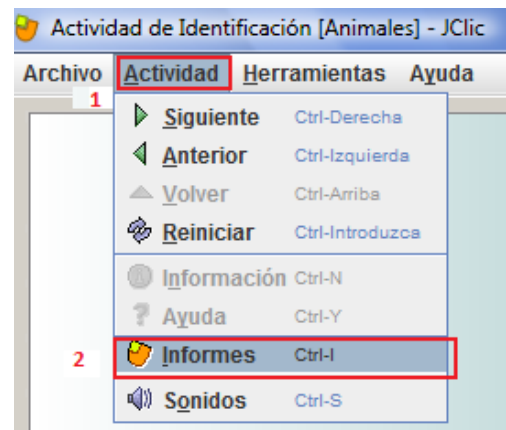 Actividad de Identificación [Animales] - JClic
Archivo Actividad Herramientas Ayuda
1
Siguiente Ctrl-Derecha
Anterior Ctrl-Izquierda
Volver Ctrl-Arriba
Reiniciar Ctrl-Introduzca
Información Ctrl-N
Ayuda Ctrl-Y
2 Informes Ctrl-I
Sonidos Ctrl-S